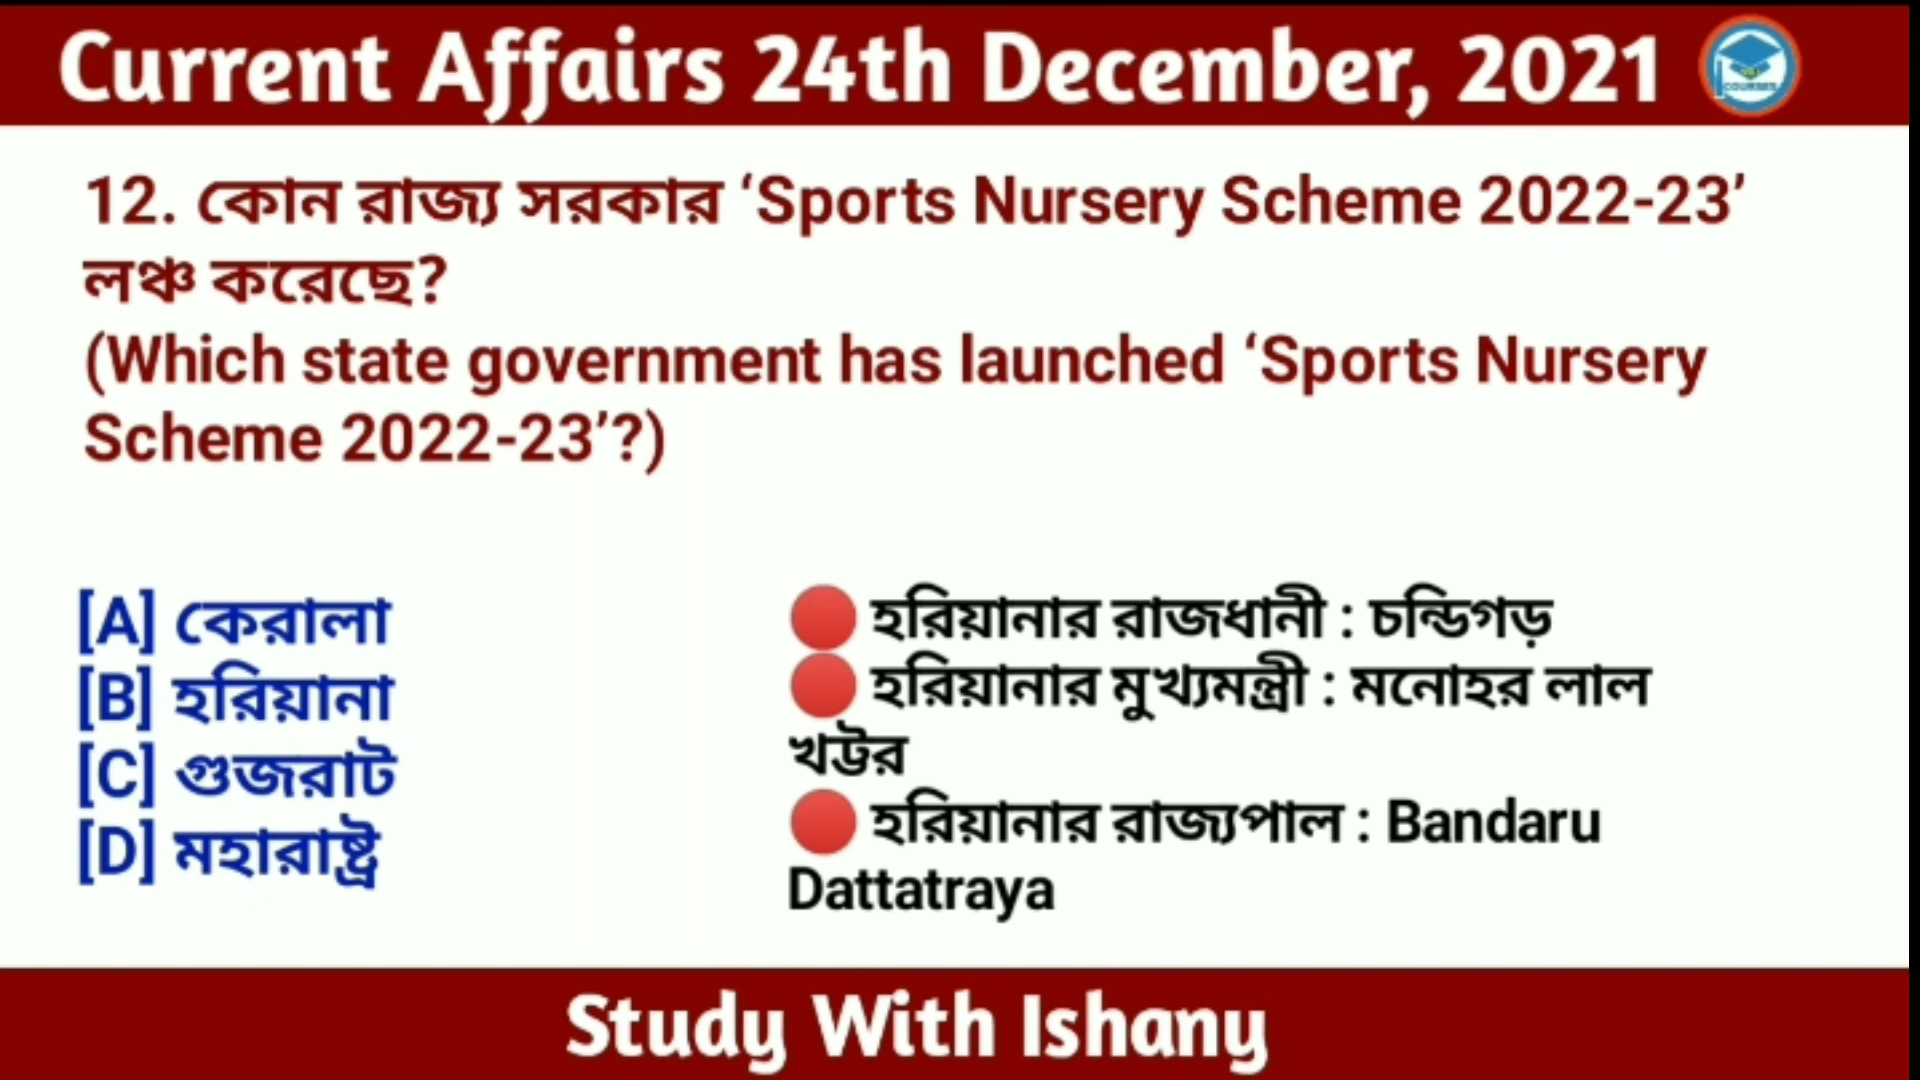 Current Affairs 24th December, 2021
COURSES
12. কোন রাজ্য সরকার ‘Sports Nursery Scheme 2022-23’
লঞ্চ করেছে?
(Which state government has launched ‘Sports Nursery
Scheme 2022-23’?)
[A] কেরালা
[B] হরিয়ানা
[C] গুজরাট
[D] মহারাষ্ট্র
🔴 হরিয়ানার রাজধানী : চন্ডিগড়
🔴 হরিয়ানার মুখ্যমন্ত্রী : মনোহর লাল
খট্টর
🔴 হরিয়ানার রাজ্যপাল : Bandaru
Dattatraya
Study With Ishany